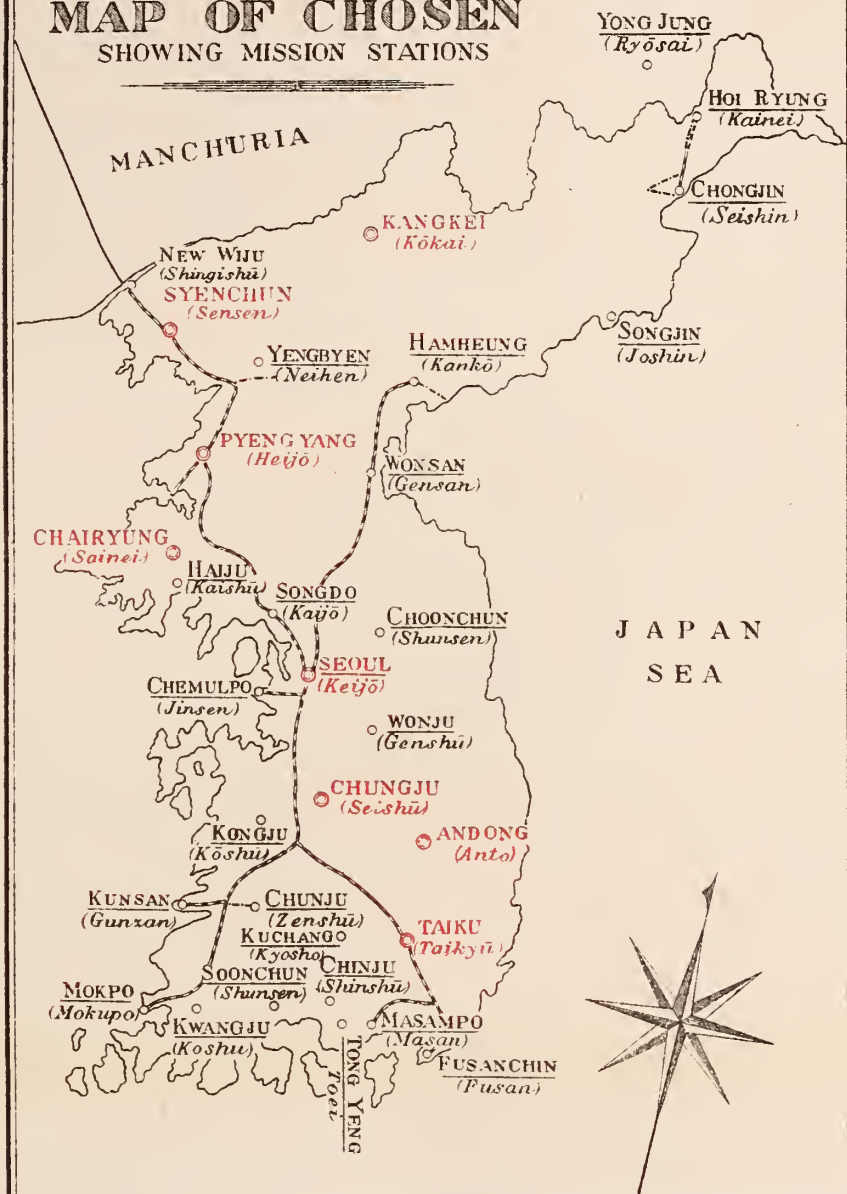 MAP OF CHOSEN
SHOWING MISSION STATIONS
YONG JUNG
(Ryōsai)
HOI RYUNG
(Kainei)
MANCHURIA
CHONGJIN
(Seishin)
KANGKEI
(Kōkai)
NEW WIJU
(Shingishū)
SYENCHUN
(Sensen)
SONGJIN
(Joshin)
HAMHEUNG
(Kankō)
YENGBYEN
(Neihen)
PYENG YANG
(Heijō)
WONSAN
(Gensan)
CHAIRYUNG
(Sainei)
HAIJU
(Kaishū)
SONGDO
(Kaijō)
CHOONCHUN
(Shunsen)
JAPAN
SEA
SEOUL
(Keijō)
CHEMULPO
(Jinsen)
WONJU
(Genshū)
CHUNGJU
(Seishū)
KONGJU
(Kōshū)
ANDONG
(Anto)
KUNSAN
(Gunzan)
CHUNJU
(Zenshū)
TAIKU
(Taikyū)
KUCHANG
(Kyosho)
SOONCHUN
(Shunsen)
CHINJU
(Shinshū)
MOKPO
(Mokupo)
KWANGJU
(Koshu)
MASAMPO
(Masan)
FUSANCHIN
(Fusan)
TONG YENG
Toei